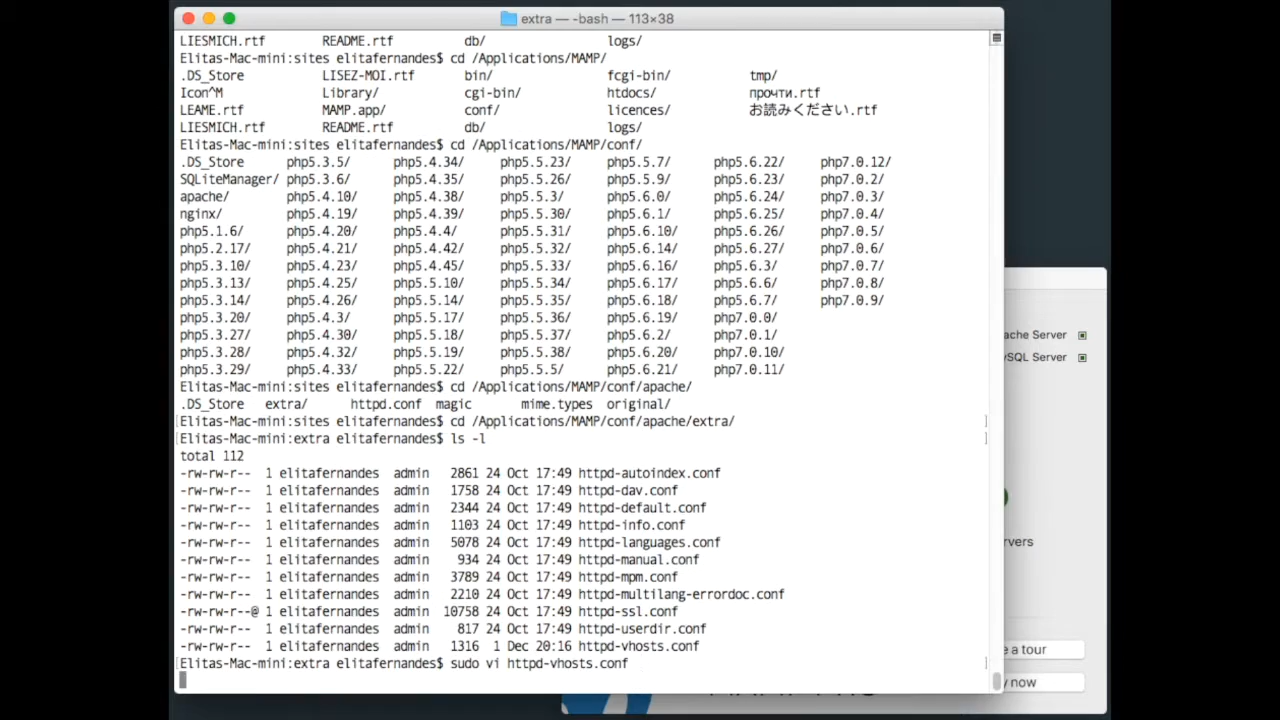 extra — -bash — 113×38
LIESMICH.rtf README.rtf db/ logs/
Elitas-Mac-mini:sites elitafernandes$ cd /Applications/MAMP/
.DS_Store LISEZ-MOI.rtf bin/ fcgi-bin/ tmp/
Icon^M Library/ cgi-bin/ htdocs/ прочти.rtf
LEAME.rtf MAMP.app/ conf/ licences/ お読みください.rtf
LIESMICH.rtf README.rtf db/ logs/
Elitas-Mac-mini:sites elitafernandes$ cd /Applications/MAMP/conf/
.DS_Store php5.3.5/ php5.4.34/ php5.5.23/ php5.5.7/ php5.6.22/ php7.0.12/
SQLiteManager/ php5.3.6/ php5.4.35/ php5.5.26/ php5.5.9/ php5.6.23/ php7.0.2/
apache/ php5.4.10/ php5.4.38/ php5.5.3/ php5.6.0/ php5.6.24/ php7.0.3/
nginx/ php5.4.19/ php5.4.39/ php5.5.30/ php5.6.1/ php5.6.25/ php7.0.4/
php5.1.6/ php5.4.20/ php5.4.4/ php5.5.31/ php5.6.10/ php5.6.26/ php7.0.5/
php5.2.17/ php5.4.21/ php5.4.42/ php5.5.32/ php5.6.14/ php5.6.27/ php7.0.6/
php5.3.10/ php5.4.23/ php5.4.45/ php5.5.33/ php5.6.16/ php5.6.3/ php7.0.7/
php5.3.13/ php5.4.25/ php5.5.10/ php5.5.34/ php5.6.17/ php5.6.6/ php7.0.8/
php5.3.14/ php5.4.26/ php5.5.14/ php5.5.35/ php5.6.18/ php5.6.7/ php7.0.9/
php5.3.20/ php5.4.3/ php5.5.17/ php5.5.36/ php5.6.19/ php7.0.0/
php5.3.27/ php5.4.30/ php5.5.18/ php5.5.37/ php5.6.2/ php7.0.1/
php5.3.28/ php5.4.32/ php5.5.19/ php5.5.38/ php5.6.20/ php7.0.10/
php5.3.29/ php5.4.33/ php5.5.22/ php5.5.5/ php5.6.21/ php7.0.11/
Elitas-Mac-mini:sites elitafernandes$ cd /Applications/MAMP/conf/apache/
.DS_Store extra/ httpd.conf magic mime.types original/
[Elitas-Mac-mini:sites elitafernandes$ cd /Applications/MAMP/conf/apache/extra/ ]
[Elitas-Mac-mini:extra elitafernandes$ ls -l ]
total 112
-rw-rw-r-- 1 elitafernandes admin 2861 24 Oct 17:49 httpd-autoindex.conf
-rw-rw-r-- 1 elitafernandes admin 1758 24 Oct 17:49 httpd-dav.conf
-rw-rw-r-- 1 elitafernandes admin 2344 24 Oct 17:49 httpd-default.conf
-rw-rw-r-- 1 elitafernandes admin 1103 24 Oct 17:49 httpd-info.conf
-rw-rw-r-- 1 elitafernandes admin 5078 24 Oct 17:49 httpd-languages.conf
-rw-rw-r-- 1 elitafernandes admin 934 24 Oct 17:49 httpd-manual.conf
-rw-rw-r-- 1 elitafernandes admin 3789 24 Oct 17:49 httpd-mpm.conf
-rw-rw-r-- 1 elitafernandes admin 2210 24 Oct 17:49 httpd-multilang-errordoc.conf
-rw-rw-r--@ 1 elitafernandes admin 10758 24 Oct 17:49 httpd-ssl.conf
-rw-rw-r-- 1 elitafernandes admin 817 24 Oct 17:49 httpd-userdir.conf
-rw-rw-r-- 1 elitafernandes admin 1316 1 Dec 20:16 httpd-vhosts.conf
[Elitas-Mac-mini:extra elitafernandes$ sudo vi httpd-vhosts.conf ]
ache Server
SQL Server
rvers
e a tour
now